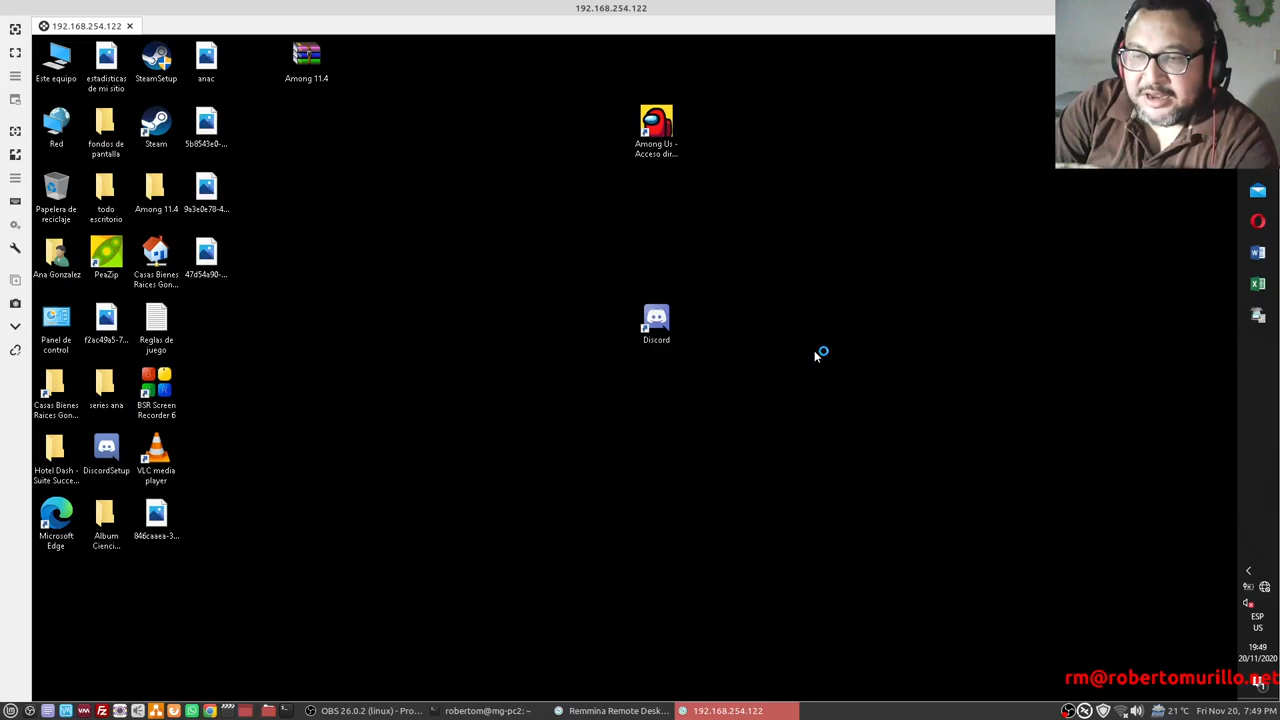 192.168.254.122
192.168.254.122
Este equipo
estadisticas
de mi sitio
SteamSetup
anac
Among 11.4
Red
fondos de
pantalla
Steam
5b8543e0-...
Among Us -
Acceso dir...
Papelera de
reciclaje
todo
escritorio
Among 11.4
9a3e0e78-4...
Ana Gonzalez
PeaZip
Casas Bienes
Raices Gon...
47d54a90-...
Panel de
control
f2ac49a5-7...
Reglas de
juego
Discord
Casas Bienes
Raices Gon...
series ana
BSR Screen
Recorder 6
Hotel Dash -
Suite Succe...
DiscordSetup
VLC media
player
Microsoft
Edge
Album
Cienci...
846caaea-3...
ESP
US
19:49
20/11/2020
rm@robertomurillo.net
OBS 26.0.2 (linux) - Pro...
robertom@mg-pc2: ~
Remmina Remote Desk...
192.168.254.122
21 °C
Fri Nov 20, 7:49 PM